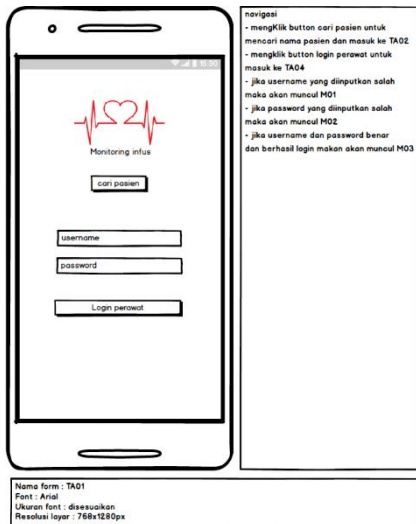 15:30
Monitoring infus
cari pasien
username
password
Login perawat
navigasi
- mengKlik button cari pasien untuk
mencari nama pasien dan masuk ke TA02
- mengklik button login perawat untuk
masuk ke TA04
- jika username yang diinputkan salah
maka akan muncul M01
- jika password yang diinputkan salah
maka akan muncul M02
- jika username dan password benar
dan berhasil login makan akan muncul M03
Nama form : TA01
Font : Arial
Ukuran font : disesuaikan
Resolusi layar : 768x1280px